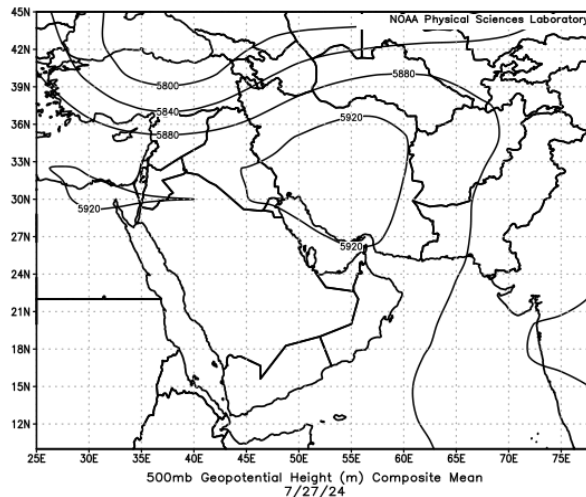 NOAA Physical Sciences Laboratory
45N
42N
39N
36N
33N
30N
27N
24N
21N
18N
15N
12N
5800
5840
5880
5880
5920
5920
5920
25E 30E 35E 40E 45E 50E 55E 60E 65E 70E 75E
500mb Geopotential Height (m) Composite Mean
7/27/24